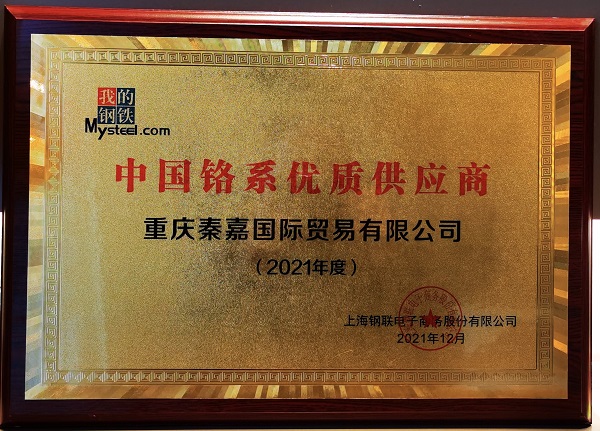 我的
钢铁
Mysteel.com
中国铬系优质供应商
重庆秦嘉国际贸易有限公司
（2021年度）
上海钢联电子商务股份有限公司
2021年12月